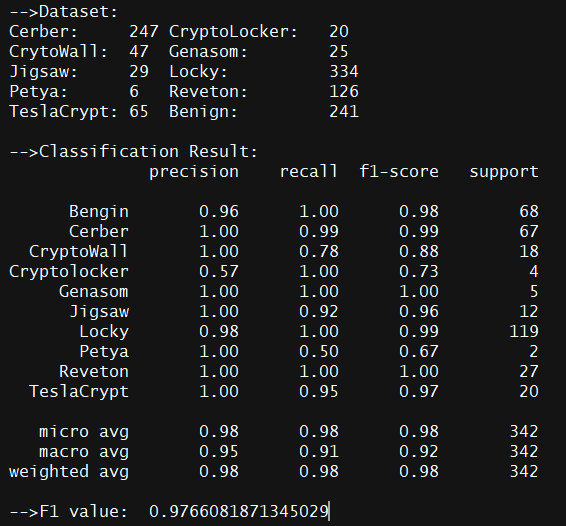 -->Dataset:
Cerber: 247 CryptoLocker: 20
CrytoWall: 47 Genasom: 25
Jigsaw: 29 Locky: 334
Petya: 6 Reveton: 126
TeslaCrypt: 65 Benign: 241
-->Classification Result:
precision recall f1-score support
Bengin 0.96 1.00 0.98 68
Cerber 1.00 0.99 0.99 67
CryptoWall 1.00 0.78 0.88 18
Cryptolocker 0.57 1.00 0.73 4
Genasom 1.00 1.00 1.00 5
Jigsaw 1.00 0.92 0.96 12
Locky 0.98 1.00 0.99 119
Petya 1.00 0.50 0.67 2
Reveton 1.00 1.00 1.00 27
TeslaCrypt 1.00 0.95 0.97 20
micro avg 0.98 0.98 0.98 342
macro avg 0.95 0.91 0.92 342
weighted avg 0.98 0.98 0.98 342
-->F1 value: 0.9766081871345029